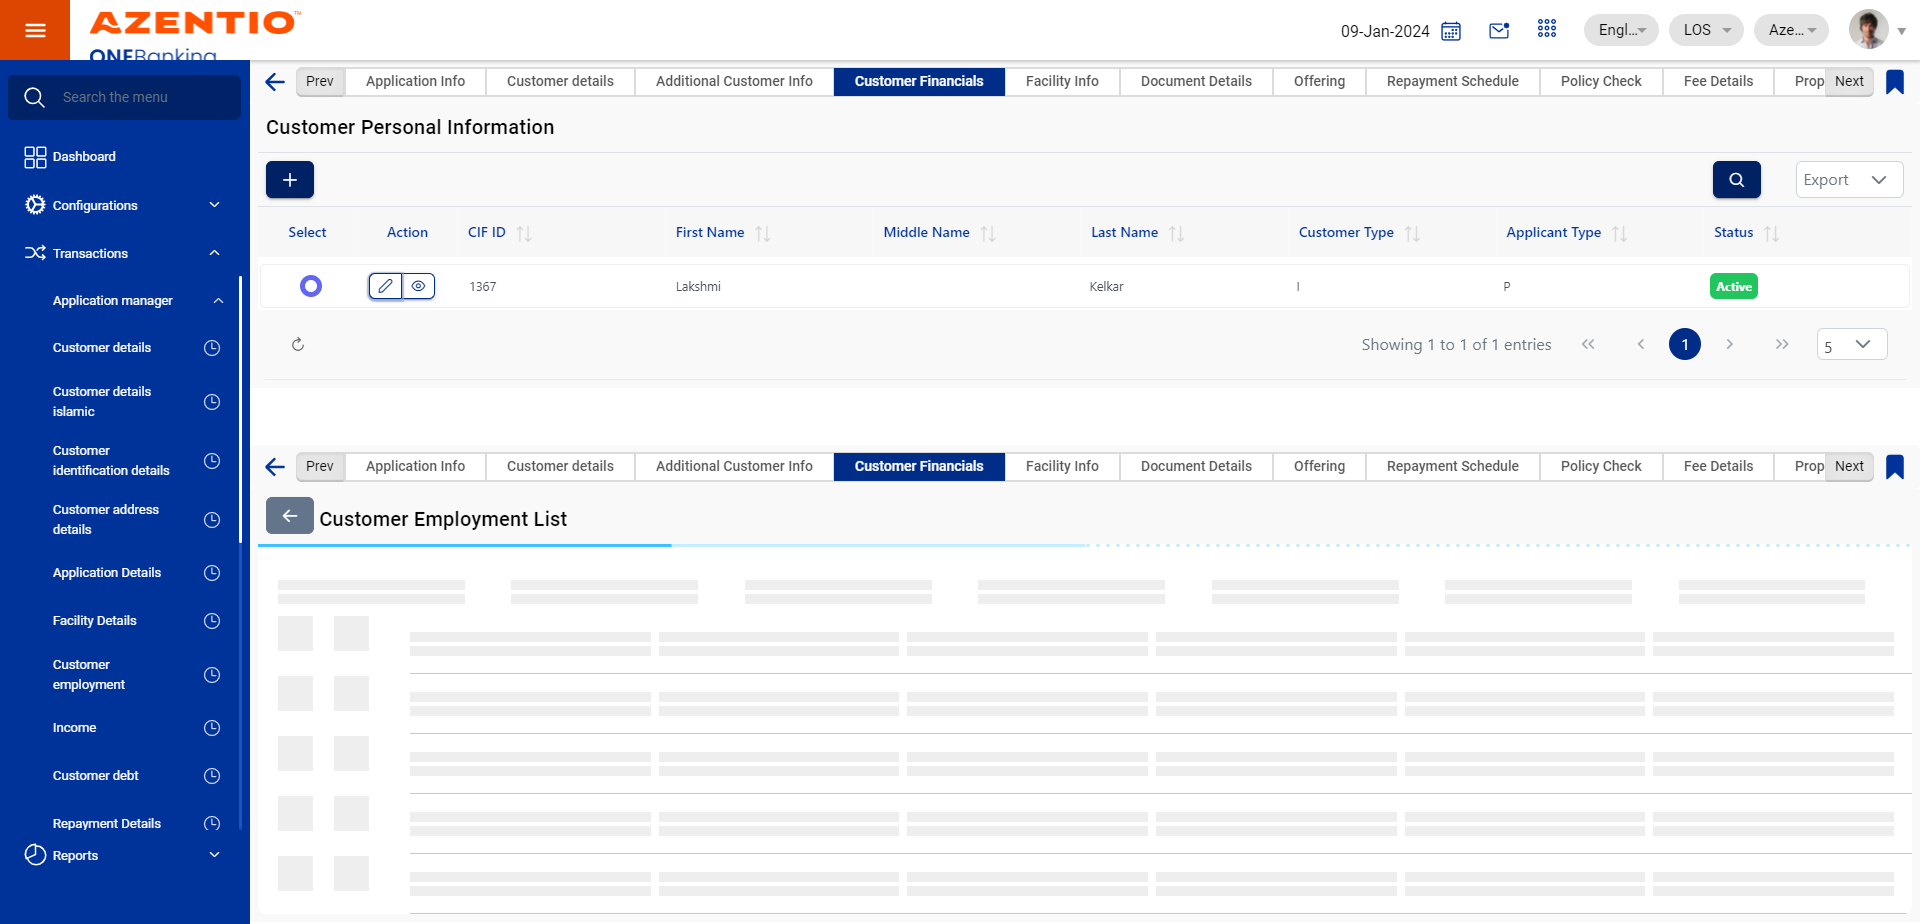 AZENTIO™
ONEBanking
09-Jan-2024
Engl...
LOS
Aze...
Search the menu
Dashboard
Configurations
Transactions
Application manager
Customer details
Customer details
islamic
Customer
identification details
Customer address
details
Application Details
Facility Details
Customer
employment
Income
Customer debt
Repayment Details
Reports
Prev
Application Info
Customer details
Additional Customer Info
Customer Financials
Facility Info
Document Details
Offering
Repayment Schedule
Policy Check
Fee Details
Prop
Next
Customer Personal Information
Export
Select
Action
CIF ID
First Name
Middle Name
Last Name
Customer Type
Applicant Type
Status
1367
Lakshmi
Kelkar
I
P
Active
Showing 1 to 1 of 1 entries
1
5
Prev
Application Info
Customer details
Additional Customer Info
Customer Financials
Facility Info
Document Details
Offering
Repayment Schedule
Policy Check
Fee Details
Prop
Next
Customer Employment List